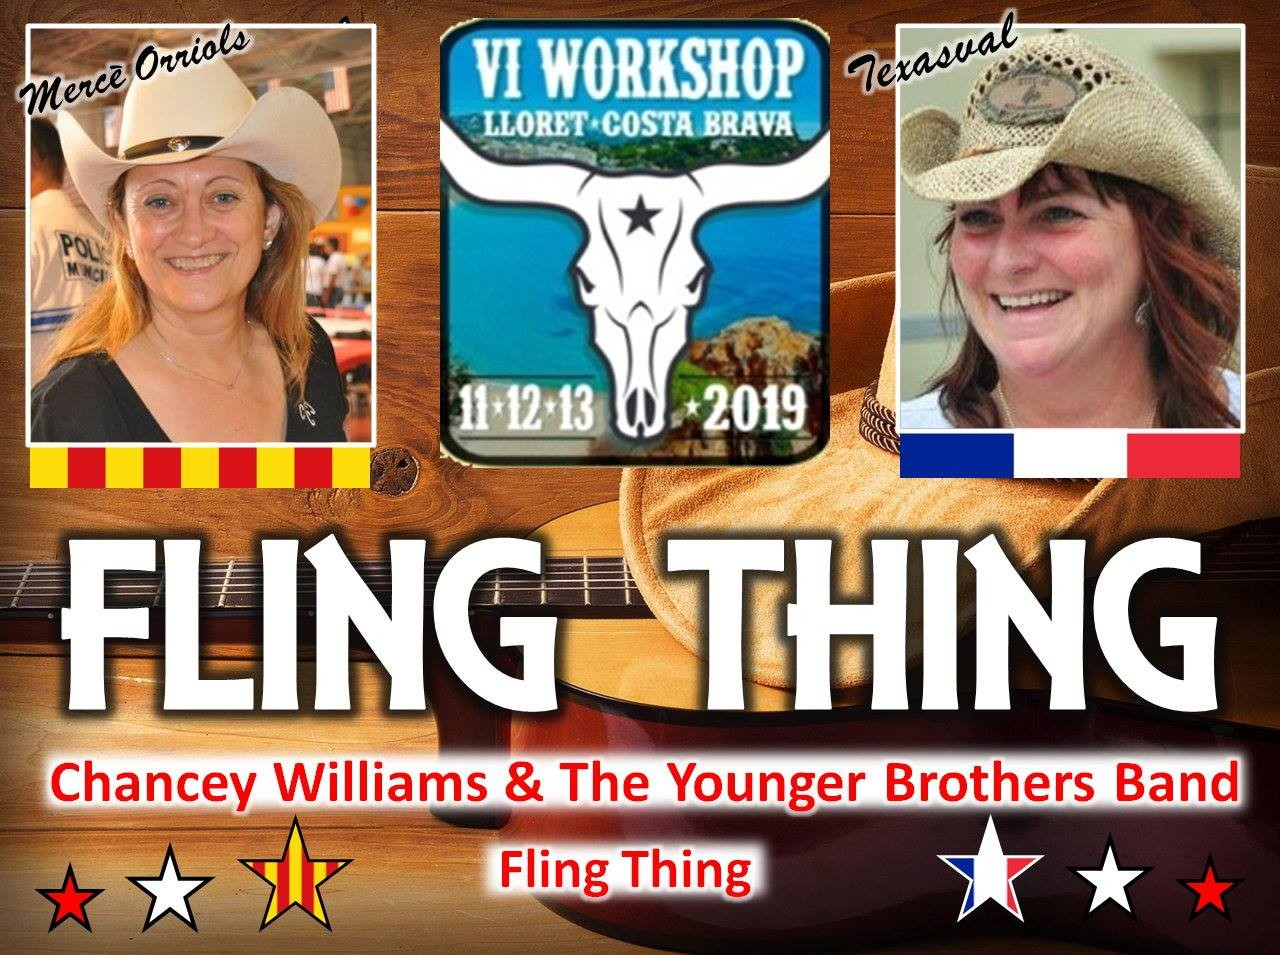 Mercè Orriols
VI WORKSHOP
LLORET·COSTA BRAVA
11★12★13 ★2019
Texasval
FLING THING
Chancey Williams & The Younger Brothers Band
Fling Thing